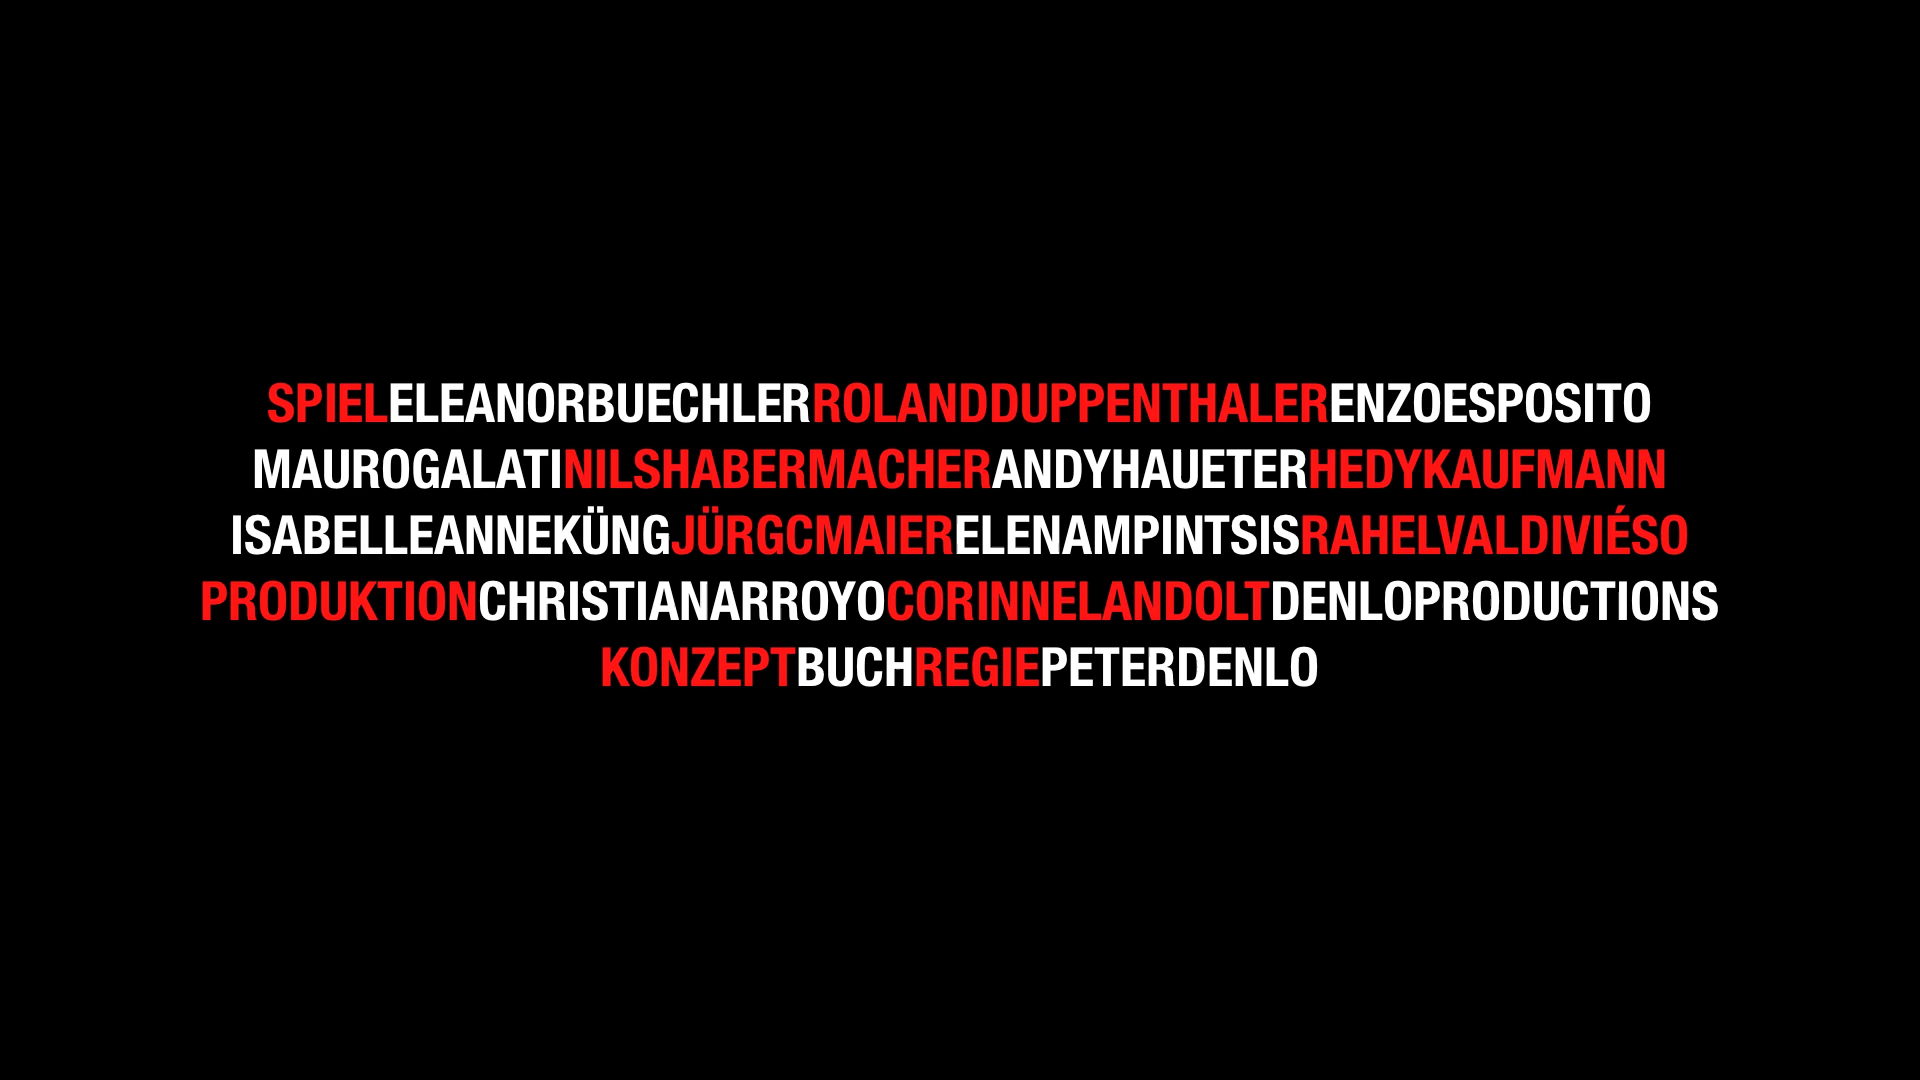 SPIELELEANORBUECHLERROLANDDUPPENTHALERENZOESPOSITO
MAUROGALATINILSHABERMACHERANDYHAUETERHEDYKAUFMANN
ISABELLEANNEKÜNGJÜRGCMAIERELENAMPINTSISRAHELVALDIVIÉSO
PRODUKTIONCHRISTIANARROYOCORINNELANDOLTDENLOPRODUCTIONS
KONZEPTBUCHREGIEPETERDENLO